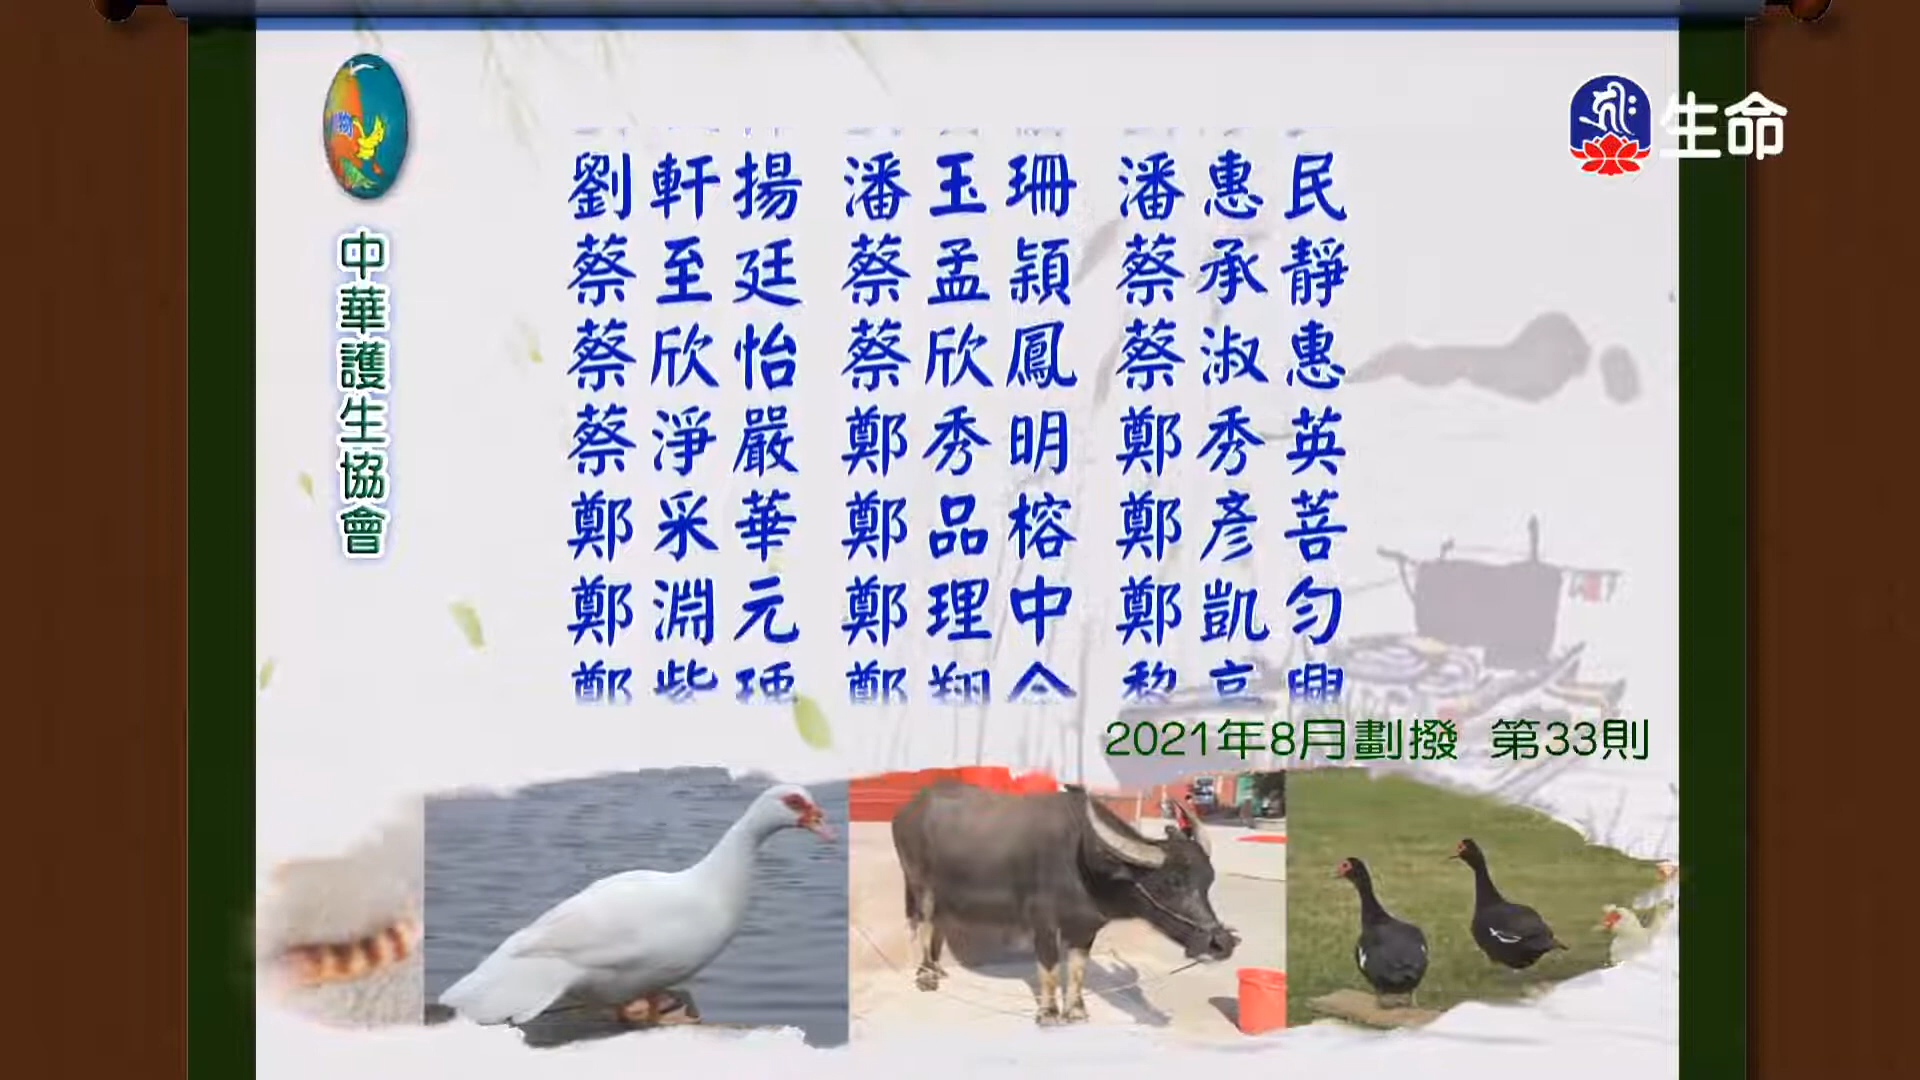 生命
物
中華護生協會
劉軒揚 潘玉珊 潘惠民
蔡至廷 蔡孟穎 蔡承靜
蔡欣怡 蔡欣鳳 蔡淑惠
蔡淨嚴 鄭秀明 鄭秀英
鄭采華 鄭品榕 鄭彥菩
鄭淵元 鄭理中 鄭凱勻
2021年8月劃撥 第33則